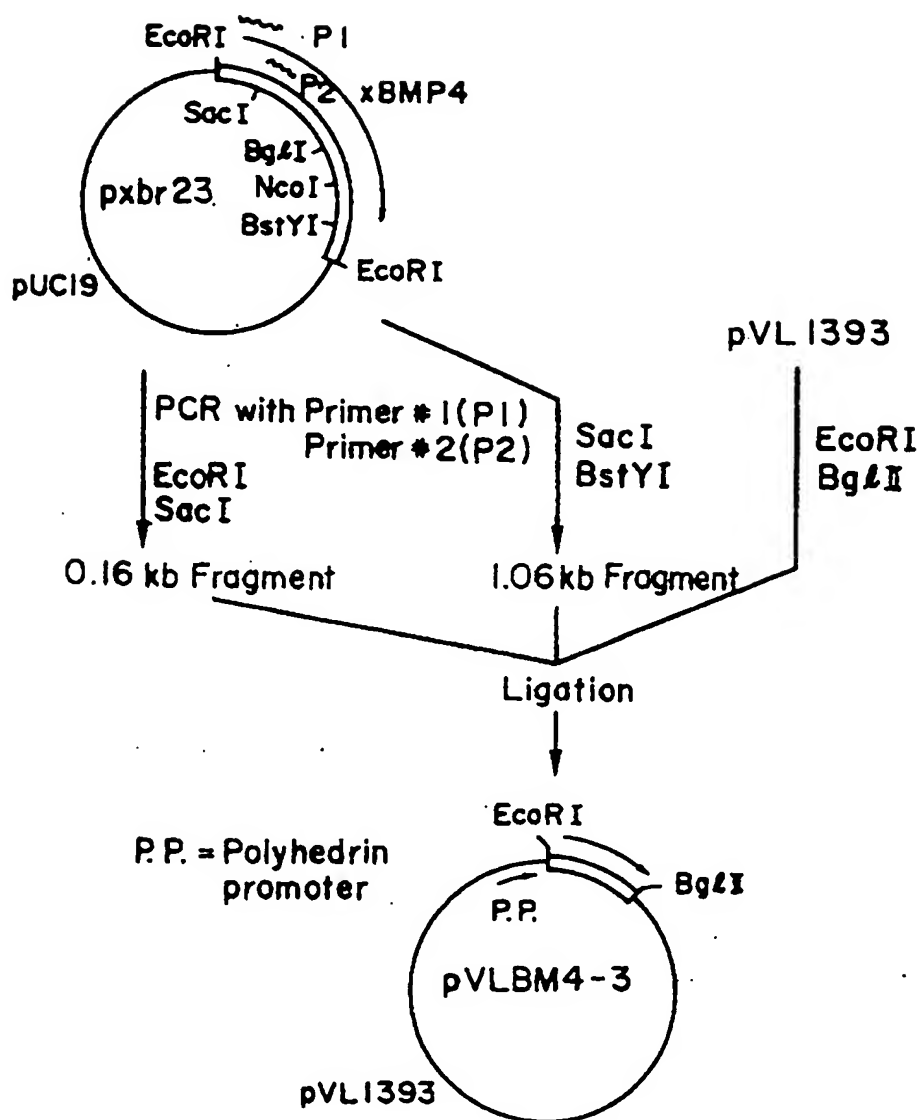 EcoRI
P1
P2
xBMP4
SacI
BglI
pxbr23
NcoI
BstYI
EcoRI
pUC19
pVL1393
PCR with Primer #1(P1)
Primer #2(P2)
EcoRI
SacI
SacI
BstYI
EcoRI
BglII
0.16 kb Fragment
1.06 kb Fragment
Ligation
EcoRI
P.P. = Polyhedrin
promoter
BglII
P.P.
pVLBM4-3
pVL1393